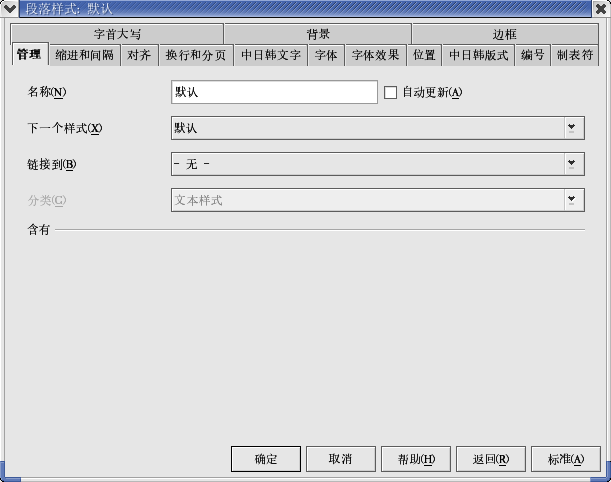 段落样式: 默认
字首大写 背景 边框
管理 缩进和间隔 对齐 换行和分页 中日韩文字 字体 字体效果 位置 中日韩版式 编号 制表符
名称(N) 默认 自动更新(A)
下一个样式(X) 默认
链接到(B) - 无 -
分类(C) 文本样式
含有
确定 取消 帮助(H) 返回(R) 标准(A)